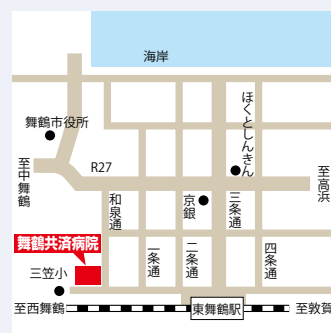 海岸
ほくとしんきん
舞鶴市役所
至中舞鶴
R27
至高浜
和泉通
京銀
三条通
一条通
二条通
四条通
舞鶴共済病院
三笠小
至西舞鶴
東舞鶴駅
至敦賀